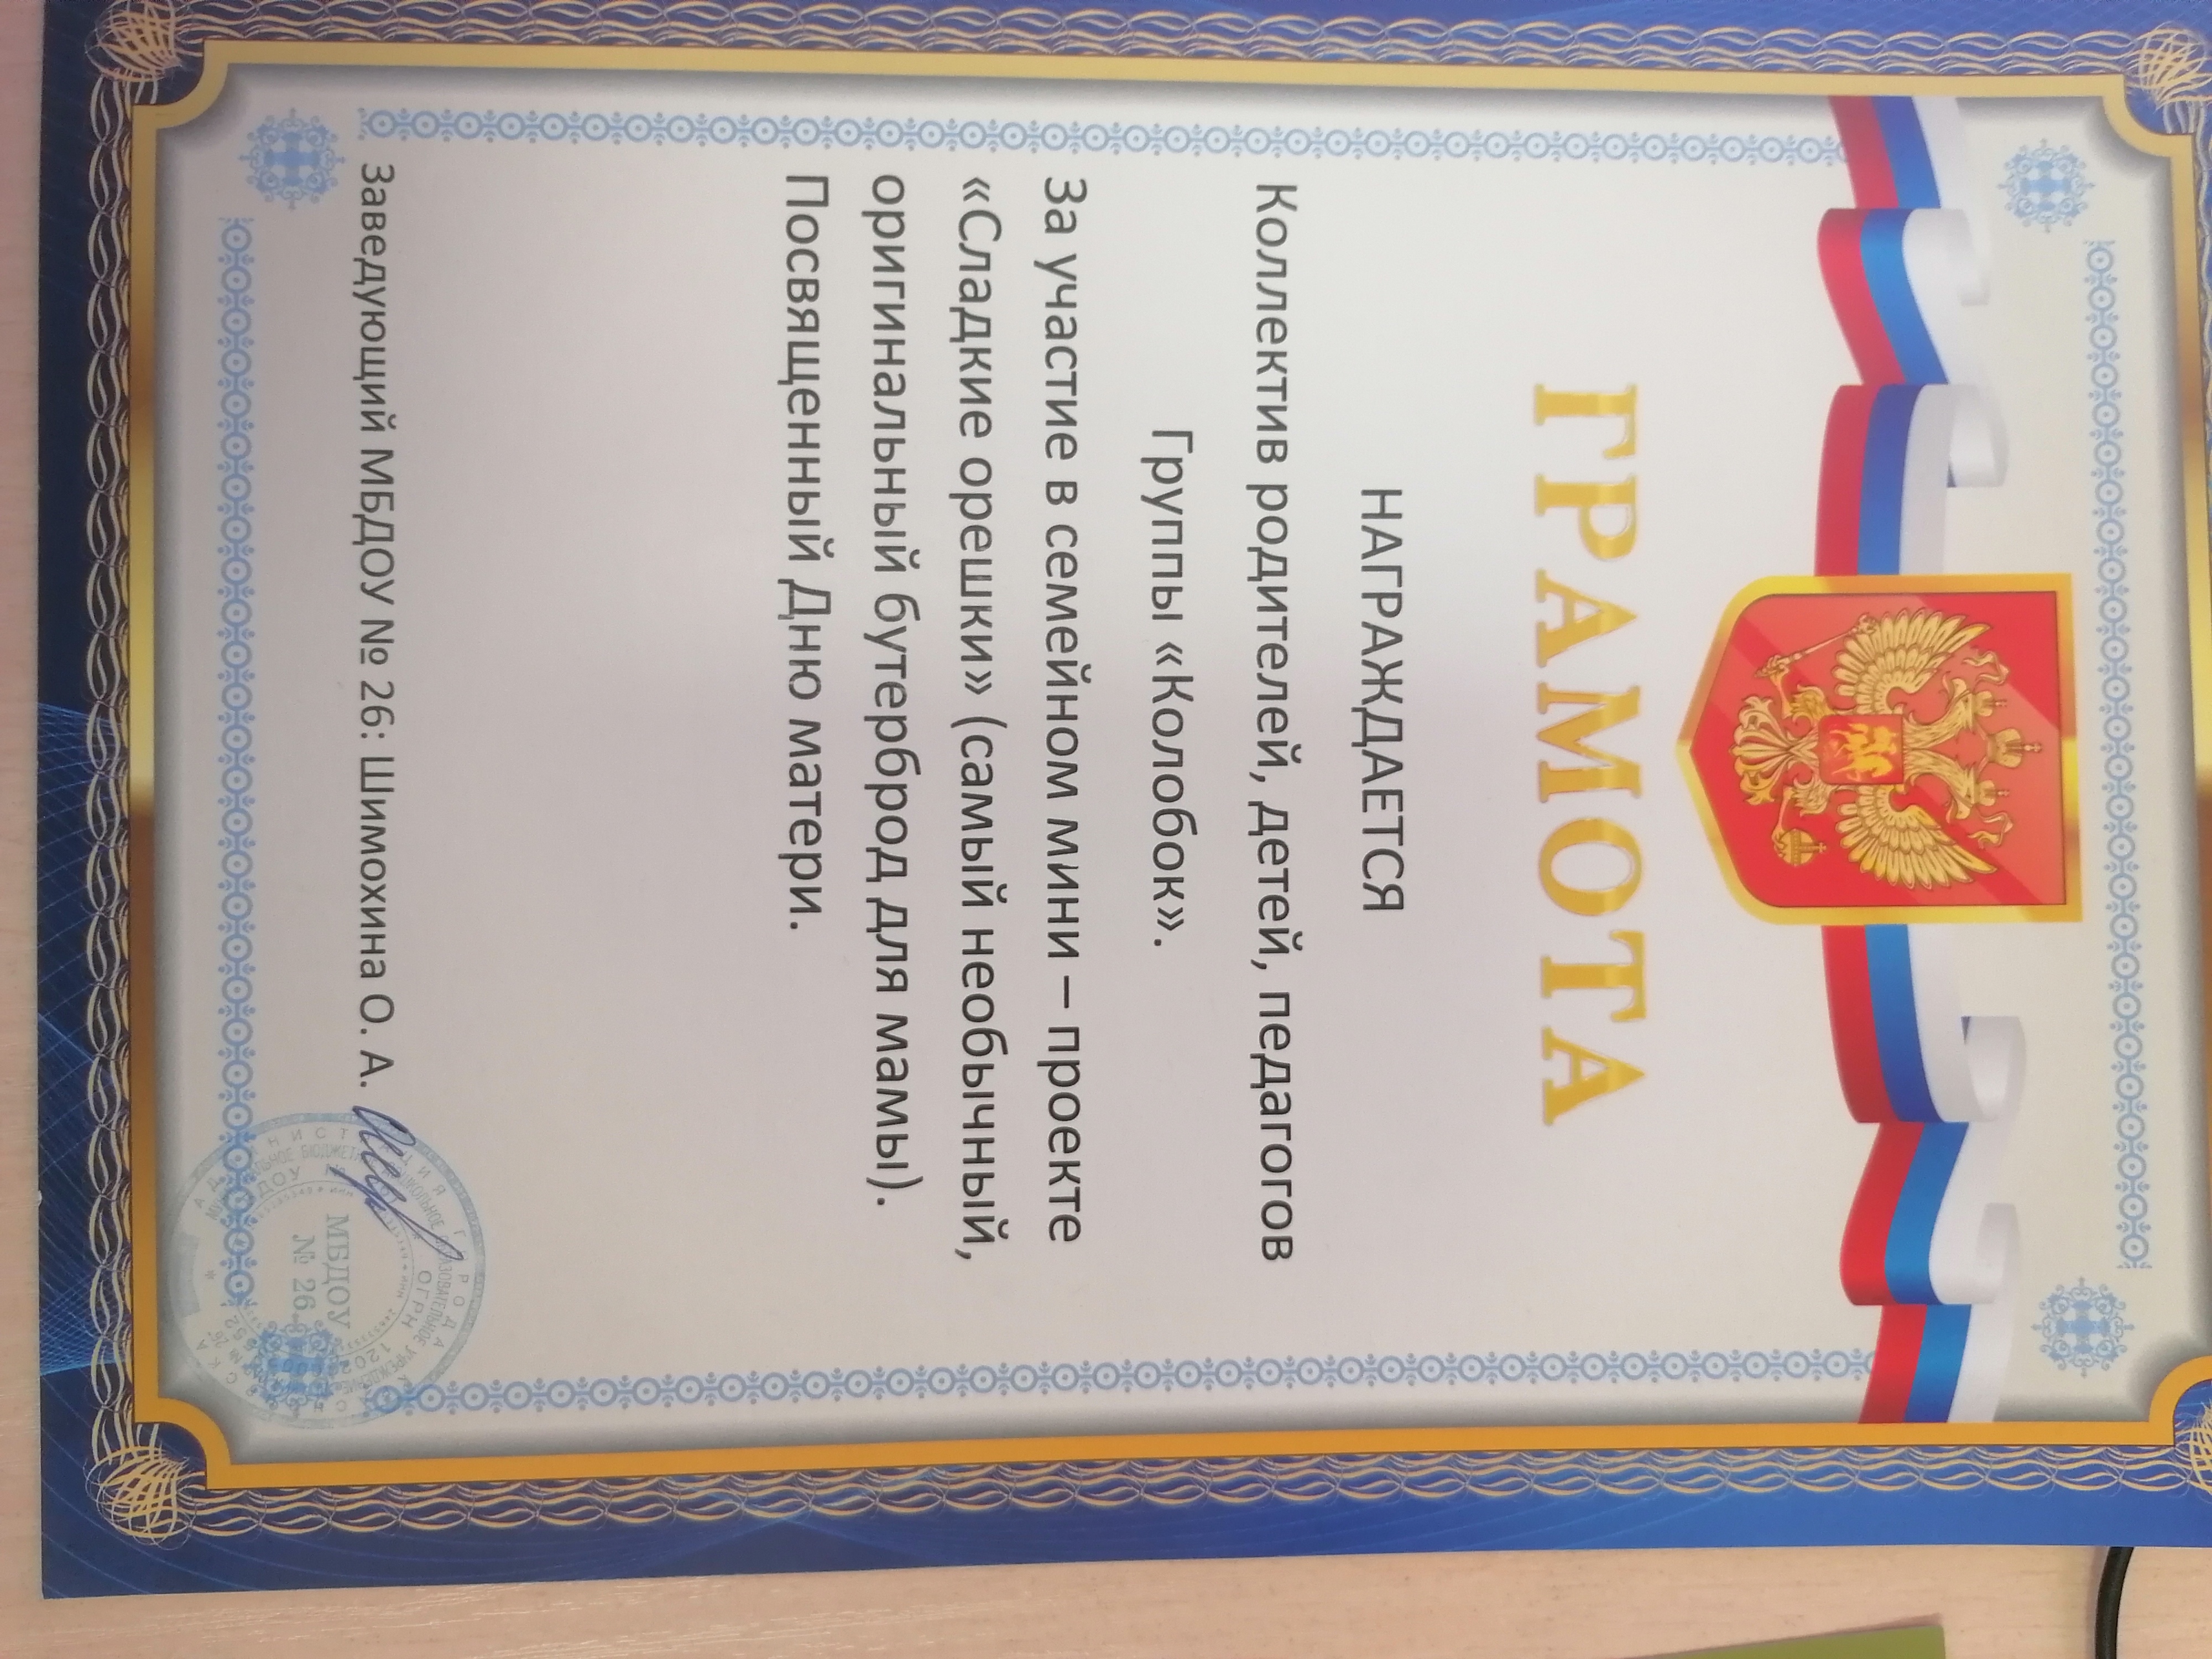 ГРАМОТА
НАГРАЖДАЕТСЯ
Коллектив родителей, детей, педагогов
Группы «Колобок».
За участие в семейном мини – проекте
«Сладкие орешки» (самый необычный,
оригинальный бутерброд для мамы).
Посвященный Дню матери.
Заведующий МБДОУ № 26: Шимохина О. А.
МБДОУ
№ 26